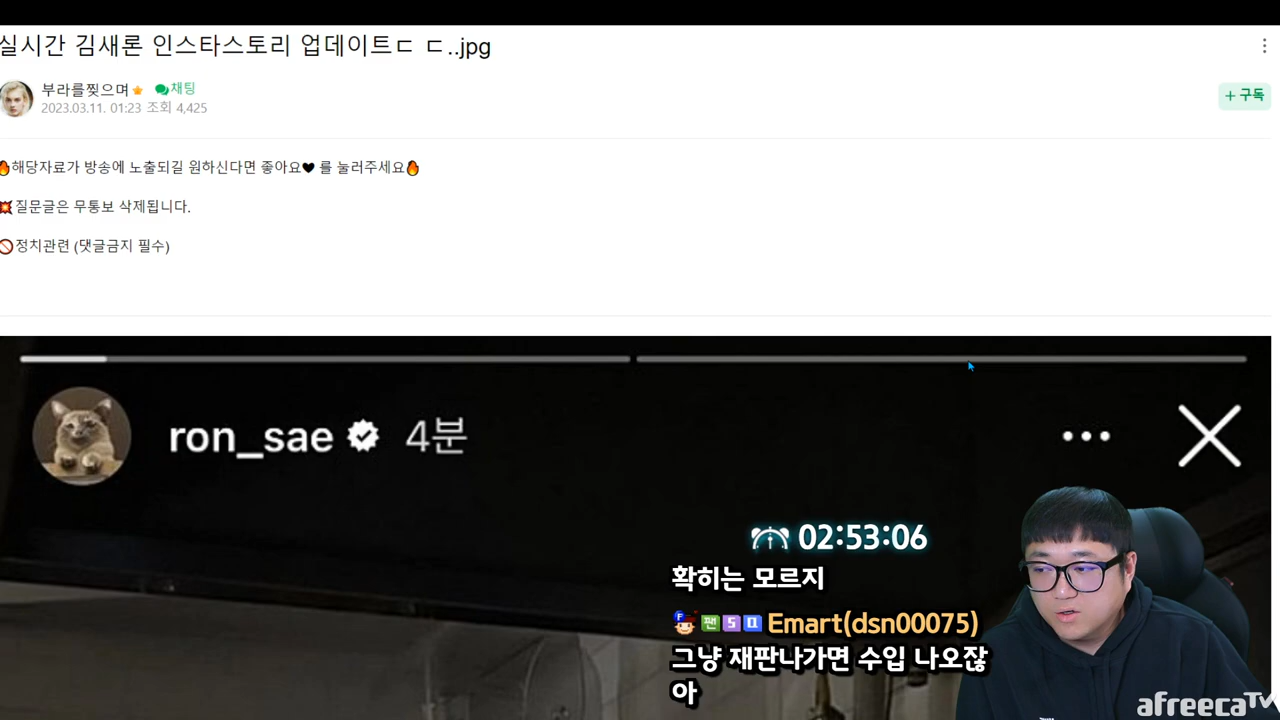 실시간 김새론 인스타스토리 업데이트ㄷ ㄷ..jpg
부라를찢으며 채팅
2023.03.11. 01:23 조회 4,425
+ 구독
해당자료가 방송에 노출되길 원하신다면 좋아요🖤 를 눌러주세요🔥
💥질문글은 무통보 삭제됩니다.
🚫정치관련 (댓글금지 필수)
ron_sae 4분
02:53:06
확히는 모르지
F 팬 5 Emart(dsn00075)
그냥 재판나가면 수입 나오잖
아
afreecaTV